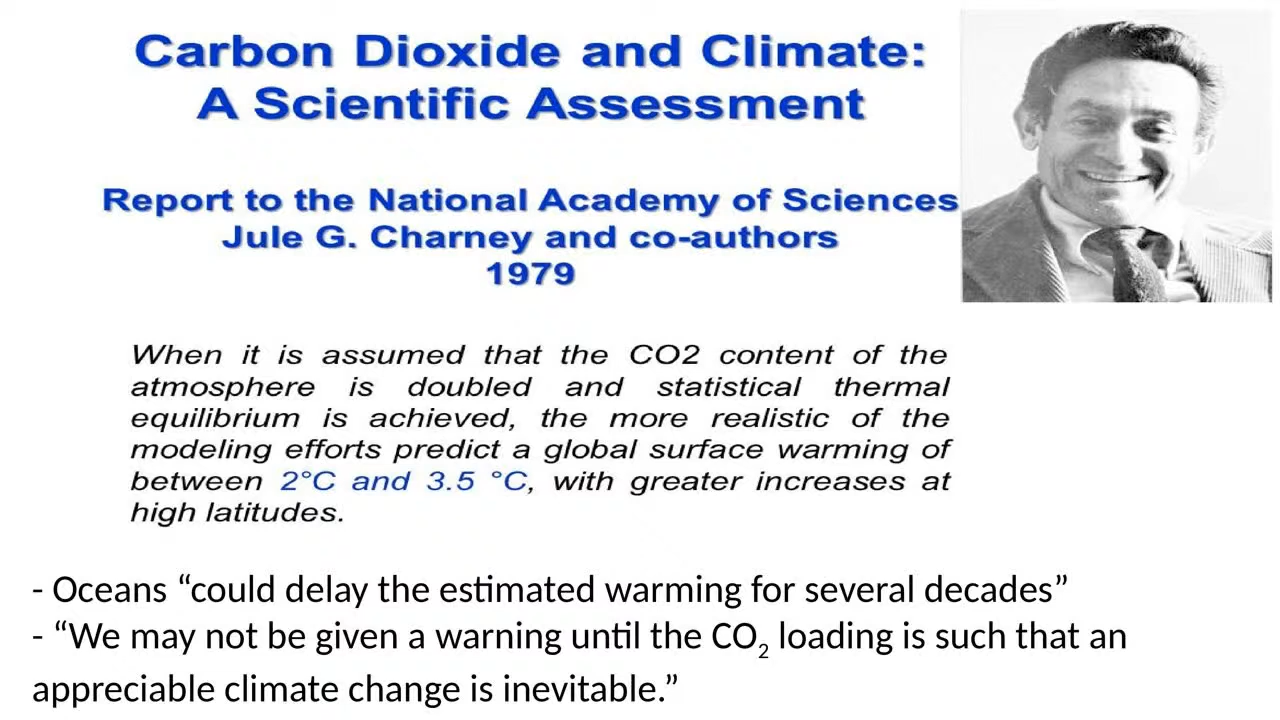 Carbon Dioxide and Climate:
A Scientific Assessment
Report to the National Academy of Sciences
Jule G. Charney and co-authors
1979
When it is assumed that the CO2 content of the
atmosphere is doubled and statistical thermal
equilibrium is achieved, the more realistic of the
modeling efforts predict a global surface warming of
between 2°C and 3.5 °C, with greater increases at
high latitudes.
- Oceans “could delay the estimated warming for several decades”
- “We may not be given a warning until the CO₂ loading is such that an
appreciable climate change is inevitable.”